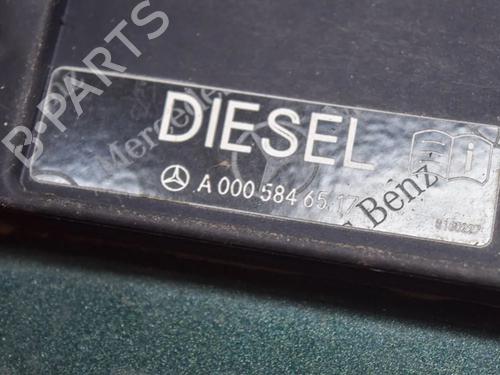 B-PARTS
DIESEL
Mercedes
A 000 584 65 17
Benz